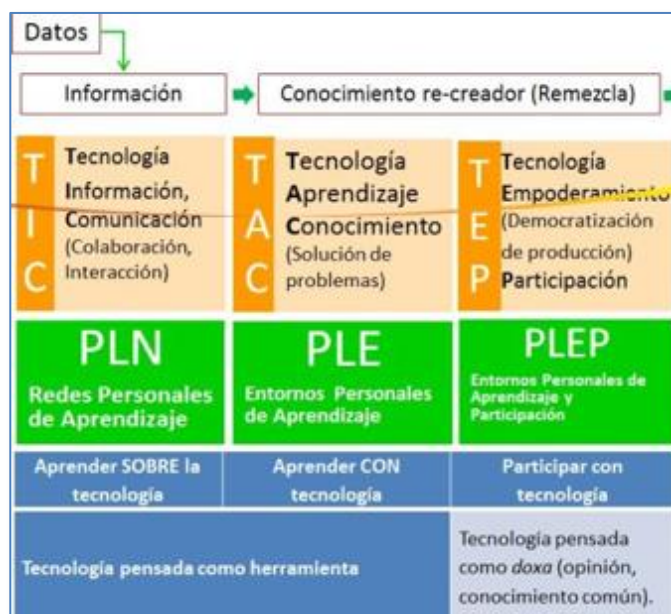 Datos
Información
Conocimiento re-creador (Remezcla)
T
I
C
Tecnología
Información,
Comunicación
(Colaboración,
Interacción)
T
A
C
Tecnología
Aprendizaje
Conocimiento
(Solución de
problemas)
T
E
P
Tecnología
Empoderamiento
(Democratización
de producción)
Participación
PLN
Redes Personales
de Aprendizaje
PLE
Entornos Personales
de Aprendizaje
PLEP
Entornos Personales de
Aprendizaje y
Participación
Aprender SOBRE la
tecnología
Aprender CON
tecnología
Participar con
tecnología
Tecnología pensada como herramienta
Tecnología pensada
como doxa (opinión,
conocimiento común).